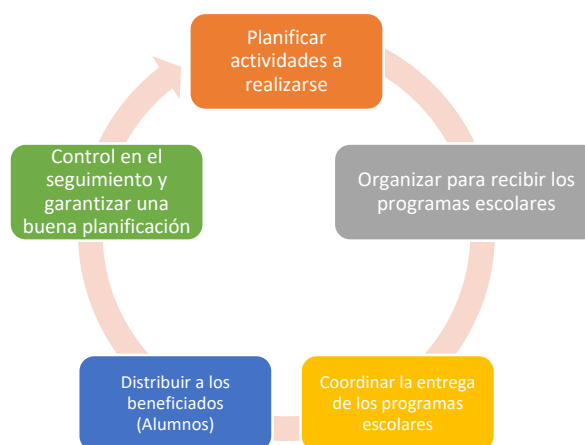 Planificar
actividades a
realizarse
Organizar para recibir los
programas escolares
Coordinar la entrega
de los programas
escolares
Distribuir a los
beneficiados
(Alumnos)
Control en el
seguimiento y
garantizar una
buena planificación